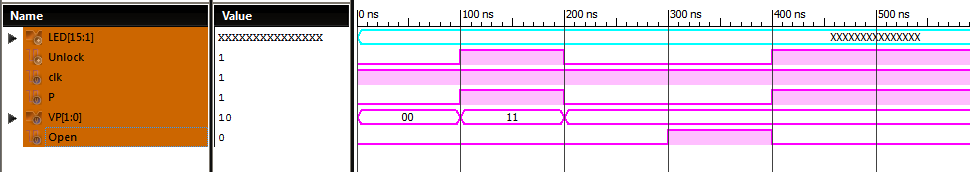 Name Value 0 ns 100 ns 200 ns 300 ns 400 ns 500 ns
LED[15:1] XXXXXXXXXXXXXXX XXXXXXXXXXXXXXX
Unlock 1
clk 1
P 1
VP[1:0] 10 00 11
Open 0